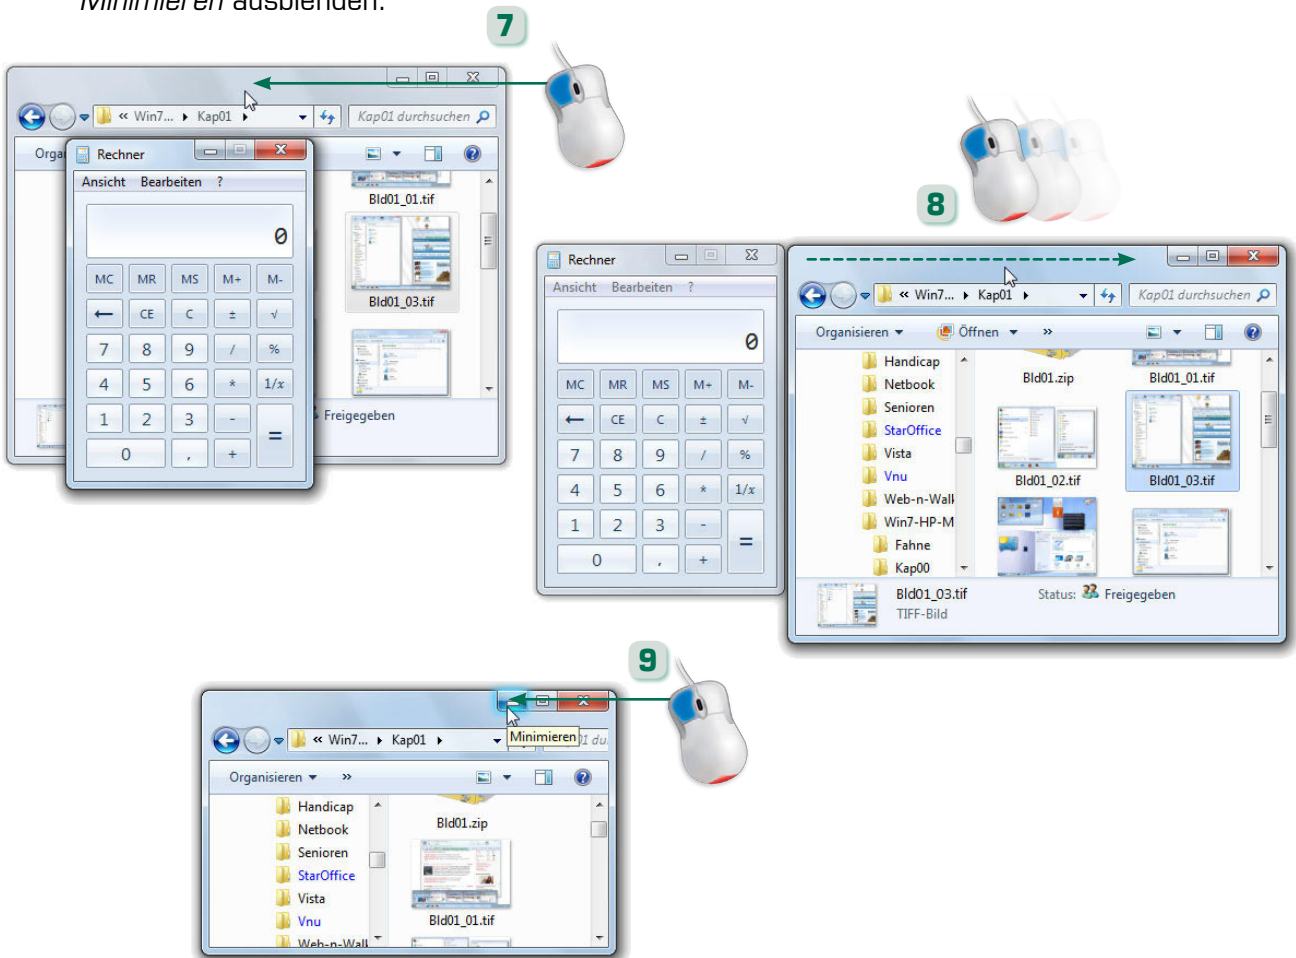 Minimieren ausblenden.
7
« Win7... Kap01
Kap01 durchsuchen
Orga
Rechner
Ansicht Bearbeiten ?
0
MC MR MS M+ M-
← CE C ± √
7 8 9 / %
4 5 6 * 1/x
1 2 3 - =
0 , +
Bld01_01.tif
Bld01_03.tif
Freigegeben
8
Rechner
Ansicht Bearbeiten ?
0
MC MR MS M+ M-
← CE C ± √
7 8 9 / %
4 5 6 * 1/x
1 2 3 - =
0 , +
« Win7... Kap01
Kap01 durchsuchen
Organisieren Öffnen »
Handicap
Netbook
Senioren
StarOffice
Vista
Vnu
Web-n-Walk
Win7-HP-M
Fahne
Kap00
Bld01.zip
Bld01_01.tif
Bld01_02.tif
Bld01_03.tif
Bld01_03.tif Status: Freigegeben
TIFF-Bild
9
« Win7... Kap01
Minimieren
01 du
Organisieren »
Handicap
Netbook
Senioren
StarOffice
Vista
Vnu
Web-n-Walk
Bld01.zip
Bld01_01.tif